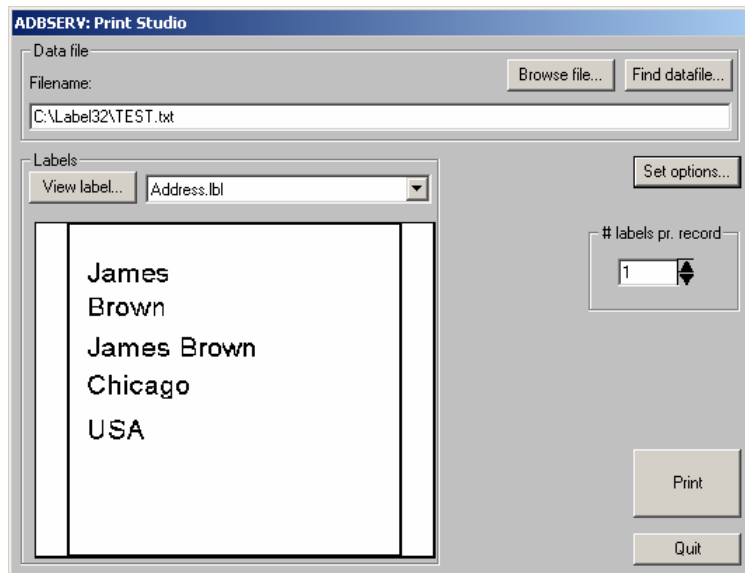 ADBSERV: Print Studio
Data file
Filename:
Browse file...
Find datafile...
C:\Label32\TEST.txt
Labels
View label...
Address.lbl
Set options...
# labels pr. record
1
James
Brown
James Brown
Chicago
USA
Print
Quit